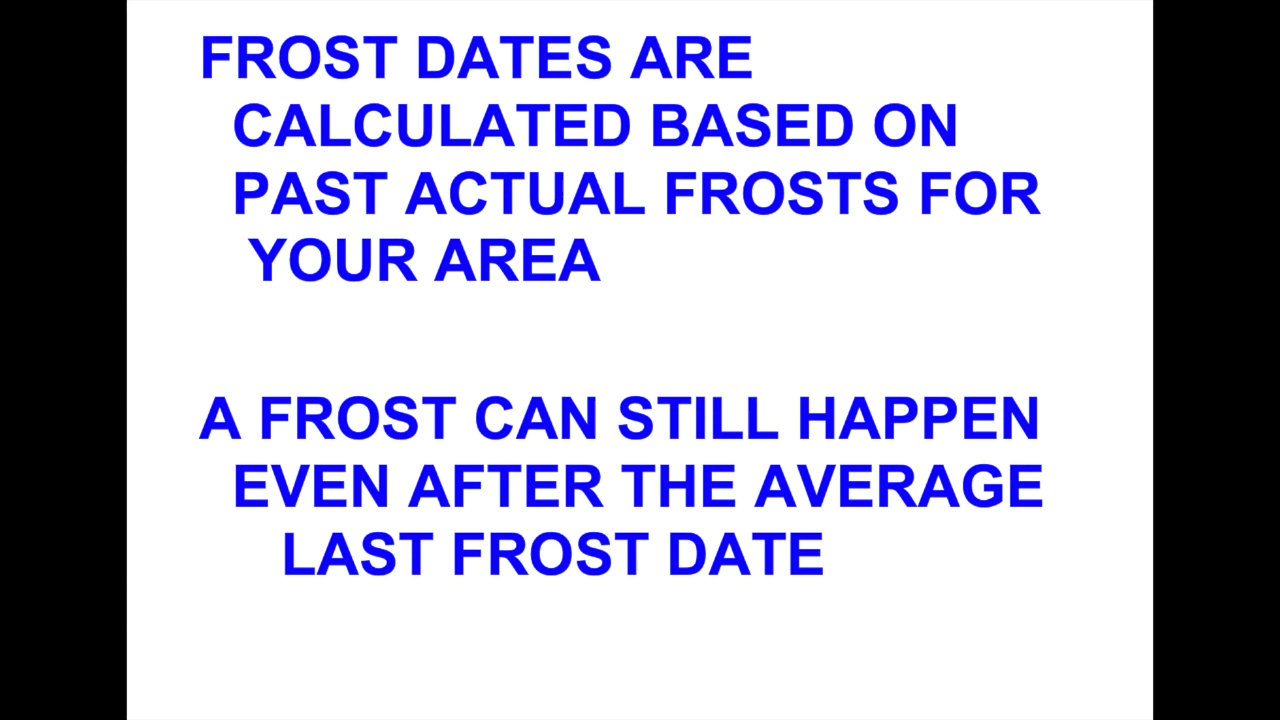 FROST DATES ARE
CALCULATED BASED ON
PAST ACTUAL FROSTS FOR
YOUR AREA
A FROST CAN STILL HAPPEN
EVEN AFTER THE AVERAGE
LAST FROST DATE